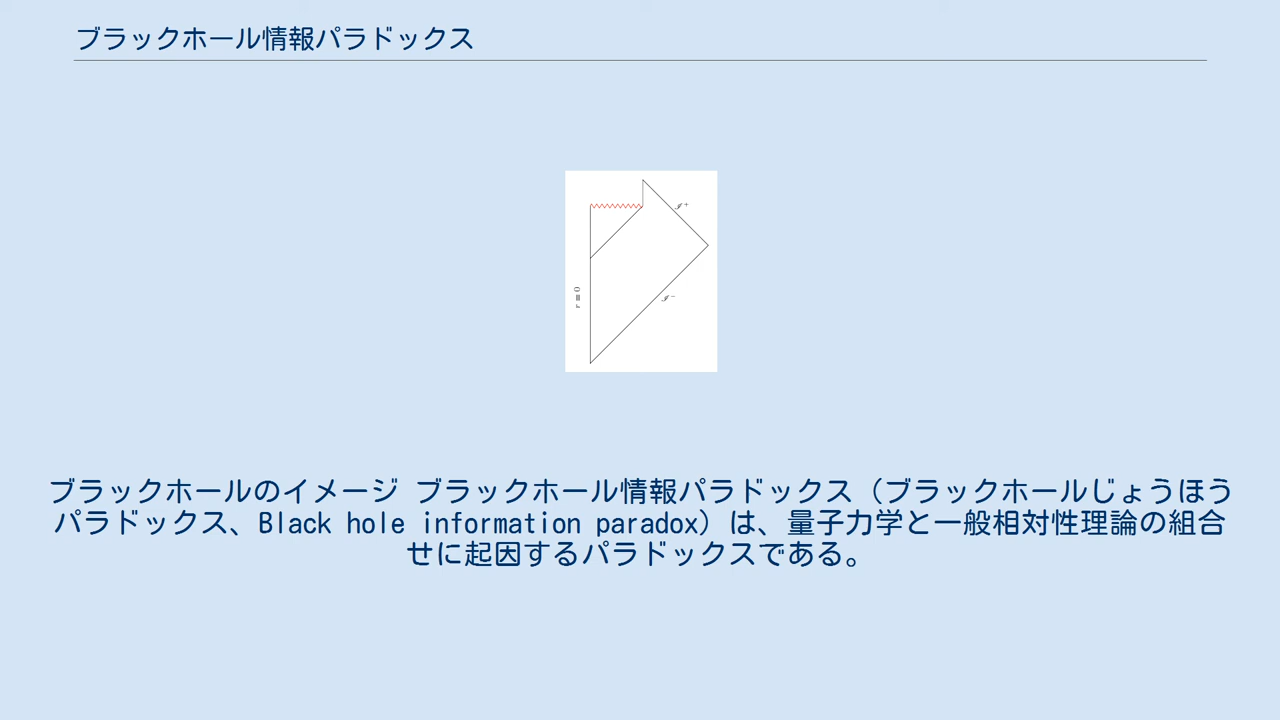 ブラックホール情報パラドックス
ℐ⁺
ℐ⁻
r = 0
ブラックホールのイメージ ブラックホール情報パラドックス（ブラックホールじょうほう
パラドックス、Black hole information paradox）は、量子力学と一般相対性理論の組合
せに起因するパラドックスである。